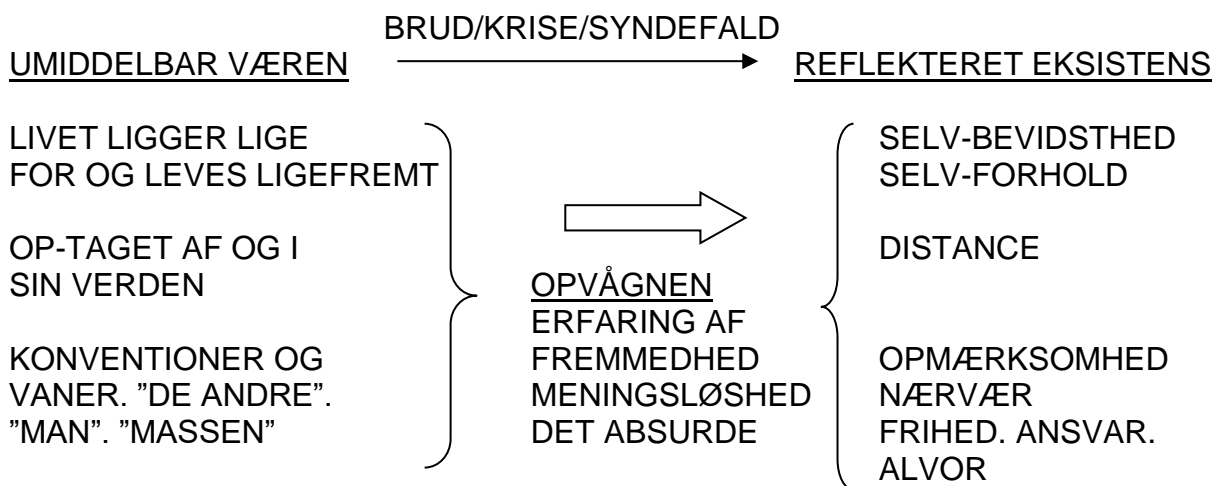 BRUD/KRISE/SYNDEFALD
UMIDDELBAR VÆREN
REFLEKTERET EKSISTENS
LIVET LIGGER LIGE
FOR OG LEVES LIGEFREMT
OP-TAGET AF OG I
SIN VERDEN
KONVENTIONER OG
VANER. ”DE ANDRE”.
”MAN”. ”MASSEN”
OPVÅGNEN
ERFARING AF
FREMMEDHED
MENINGSLØSHED
DET ABSURDE
SELV-BEVIDSTHED
SELV-FORHOLD
DISTANCE
OPMÆRKSOMHED
NÆRVÆR
FRIHED. ANSVAR.
ALVOR